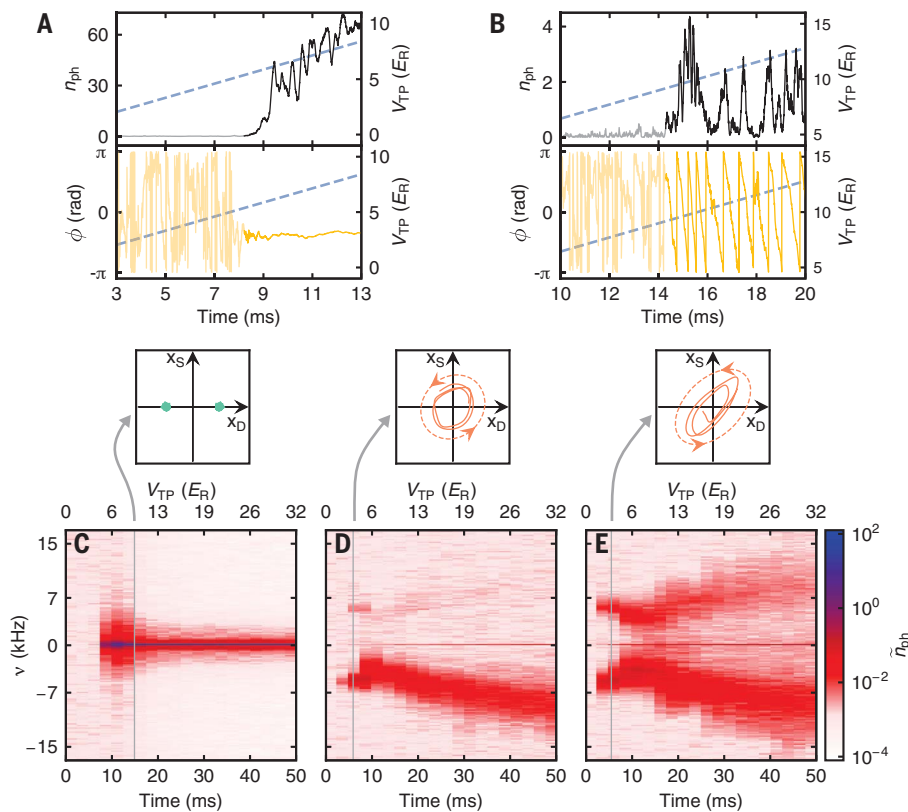 A
n_ph
60
30
0
10
5
0
V_TP (E_R)
π
0
-π
ϕ (rad)
10
5
0
V_TP (E_R)
3 5 7 9 11 13
Time (ms)
B
n_ph
4
2
0
15
10
5
V_TP (E_R)
π
0
-π
ϕ (rad)
15
10
5
V_TP (E_R)
10 12 14 16 18 20
Time (ms)
x_S
x_D
x_S
x_D
x_S
x_D
V_TP (E_R)
0 6 13 19 26 32
C
ν (kHz)
15
7
0
-7
-15
0 10 20 30 40 50
Time (ms)
V_TP (E_R)
0 6 13 19 26 32
D
0 10 20 30 40 50
Time (ms)
V_TP (E_R)
0 6 13 19 26 32
E
0 10 20 30 40 50
Time (ms)
10^2
10^0
10^-2
10^-4
ñ_ph